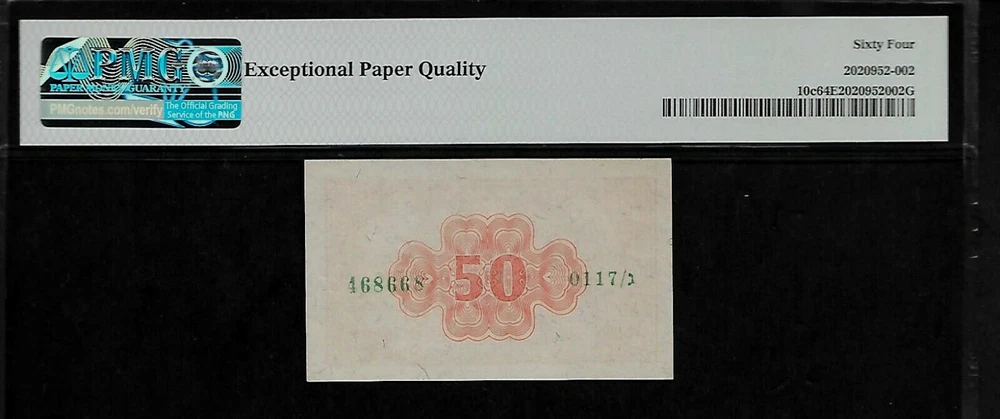 PMG
PAPER MONEY GUARANTY
PMGnotes.com/verify
The Official Grading
Service of the PNG
Exceptional Paper Quality
Sixty Four
2020952-002
10c64E2020952002G
468668
50
0117/ג